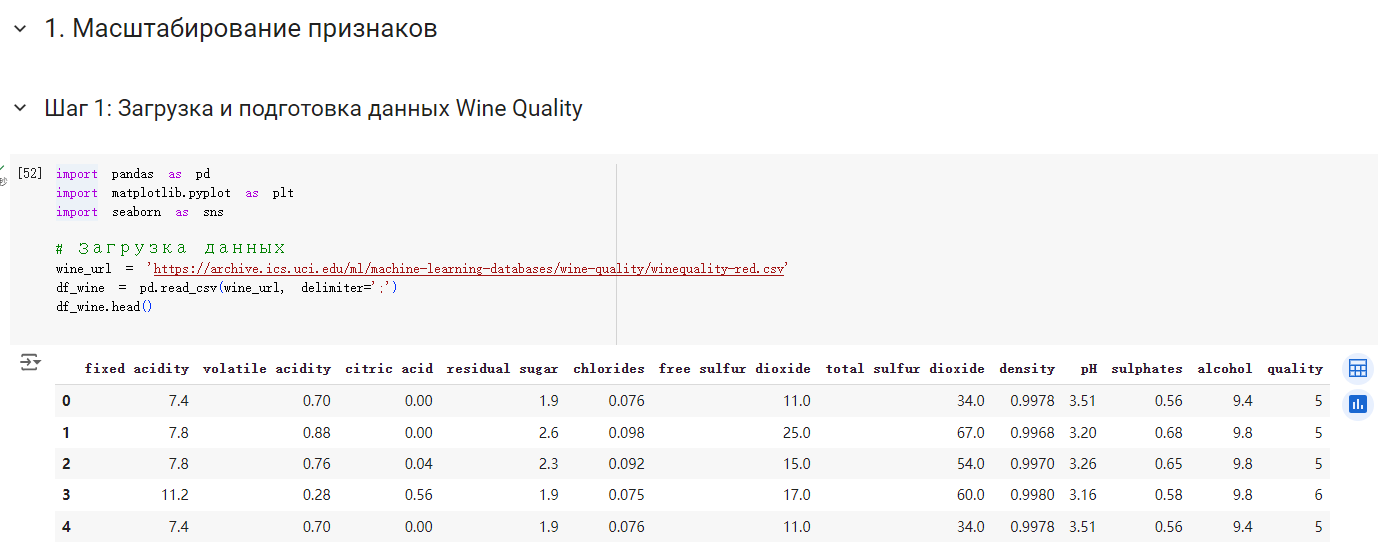 1. Масштабирование признаков
Шаг 1: Загрузка и подготовка данных Wine Quality
[52] import pandas as pd
秒 import matplotlib.pyplot as plt
import seaborn as sns
# Загрузка данных
wine_url = 'https://archive.ics.uci.edu/ml/machine-learning-databases/wine-quality/winequality-red.csv'
df_wine = pd.read_csv(wine_url, delimiter=';')
df_wine.head()
fixed acidity volatile acidity citric acid residual sugar chlorides free sulfur dioxide total sulfur dioxide density pH sulphates alcohol quality
0 7.4 0.70 0.00 1.9 0.076 11.0 34.0 0.9978 3.51 0.56 9.4 5
1 7.8 0.88 0.00 2.6 0.098 25.0 67.0 0.9968 3.20 0.68 9.8 5
2 7.8 0.76 0.04 2.3 0.092 15.0 54.0 0.9970 3.26 0.65 9.8 5
3 11.2 0.28 0.56 1.9 0.075 17.0 60.0 0.9980 3.16 0.58 9.8 6
4 7.4 0.70 0.00 1.9 0.076 11.0 34.0 0.9978 3.51 0.56 9.4 5